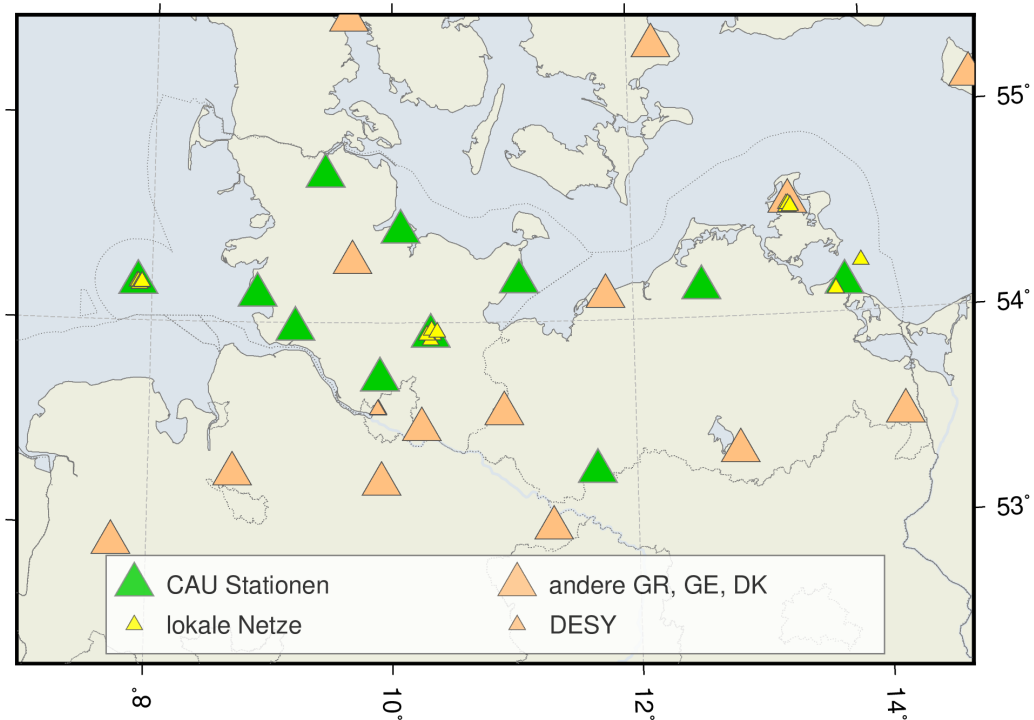 55°
54°
53°
CAU Stationen
andere GR, GE, DK
lokale Netze
DESY
8°
10°
12°
14°